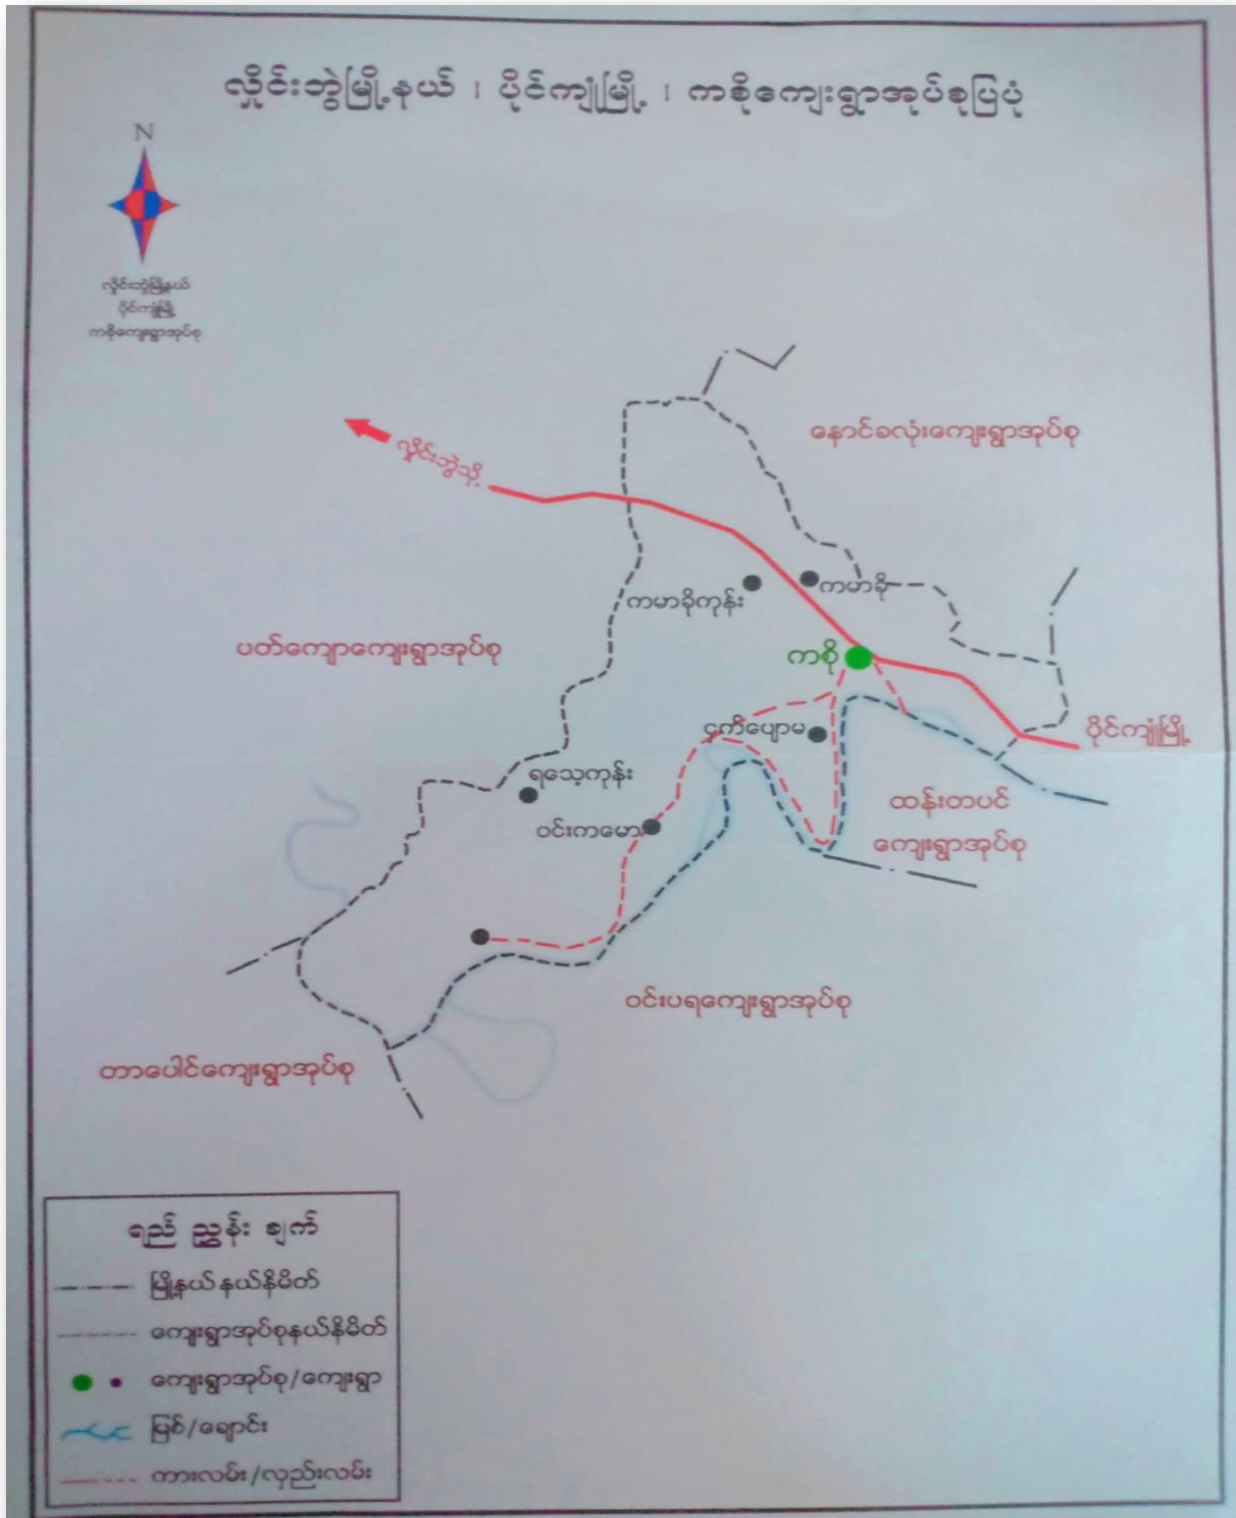 လှိုင်းဘွဲမြို့နယ် ၊ ပိုင်ကျုံမြို့ ၊ ကစိုကျေးရွာအုပ်စုပြပုံ
N
လှိုင်းဘွဲမြို့နယ်
ပိုင်ကျုံမြို့
ကစိုကျေးရွာအုပ်စု
နောင်ခလုံးကျေးရွာအုပ်စု
လှိုင်းဘွဲသို့
ကမာခိုကုန်း
ကမာခို
ပတ်ကျောကျေးရွာအုပ်စု
ကစို
ငှက်ပျောမ
ပိုင်ကျုံမြို့
ရသေ့ကုန်း
ဝင်းကမော
ထန်းတပင်
ကျေးရွာအုပ်စု
ဝင်းပရကျေးရွာအုပ်စု
တာပေါင်ကျေးရွာအုပ်စု
ရည် ညွှန်း ချက်
မြို့နယ်နယ်နိမိတ်
ကျေးရွာအုပ်စုနယ်နိမိတ်
ကျေးရွာအုပ်စု/ကျေးရွာ
မြစ်/ချောင်း
ကားလမ်း/လှည်းလမ်း